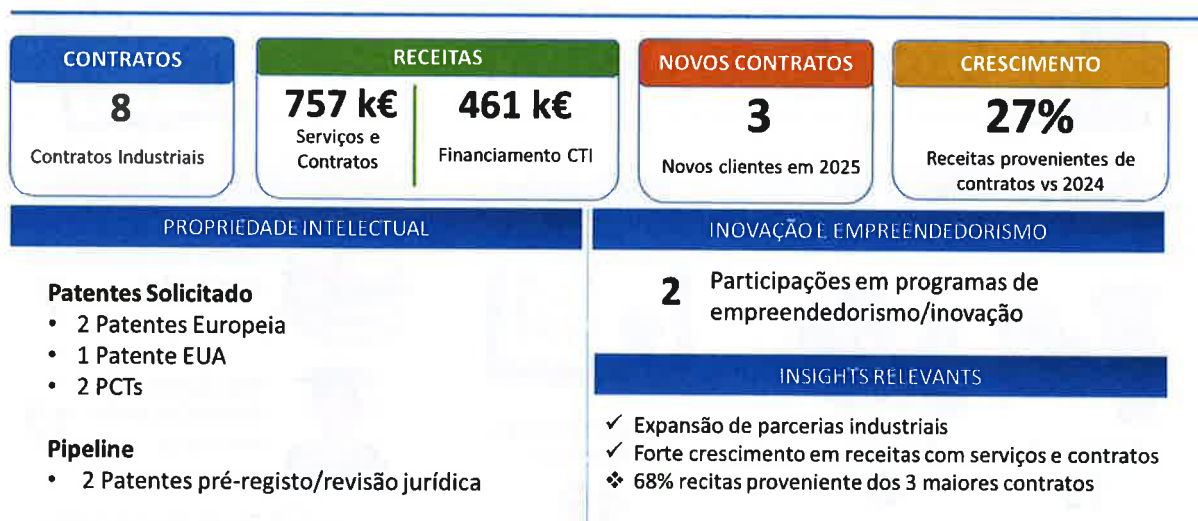 CONTRATOS
8
Contratos Industriais
RECEITAS
757 k€
Serviços e
Contratos
461 k€
Financiamento CTI
NOVOS CONTRATOS
3
Novos clientes em 2025
CRESCIMENTO
27%
Receitas provenientes de
contratos vs 2024
PROPRIEDADE INTELECTUAL
Patentes Solicitado
• 2 Patentes Europeia
• 1 Patente EUA
• 2 PCTs
Pipeline
• 2 Patentes pré-registo/revisão jurídica
INOVAÇÃO E EMPREENDEDORISMO
2
Participações em programas de
empreendedorismo/inovação
INSIGHTS RELEVANTS
✓ Expansão de parcerias industriais
✓ Forte crescimento em receitas com serviços e contratos
❖ 68% recitas proveniente dos 3 maiores contratos